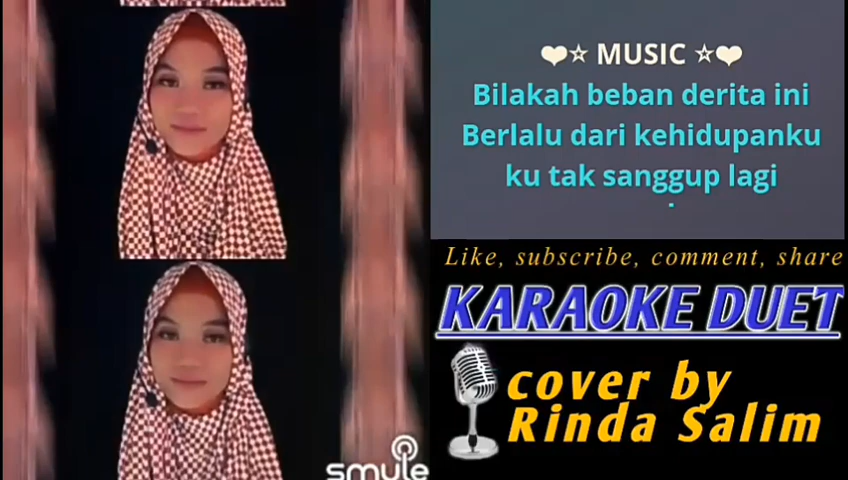 ❤☆ MUSIC ☆❤
Bilakah beban derita ini
Berlalu dari kehidupanku
ku tak sanggup lagi
Like, subscribe, comment, share
KARAOKE DUET
cover by
Rinda Salim
smule